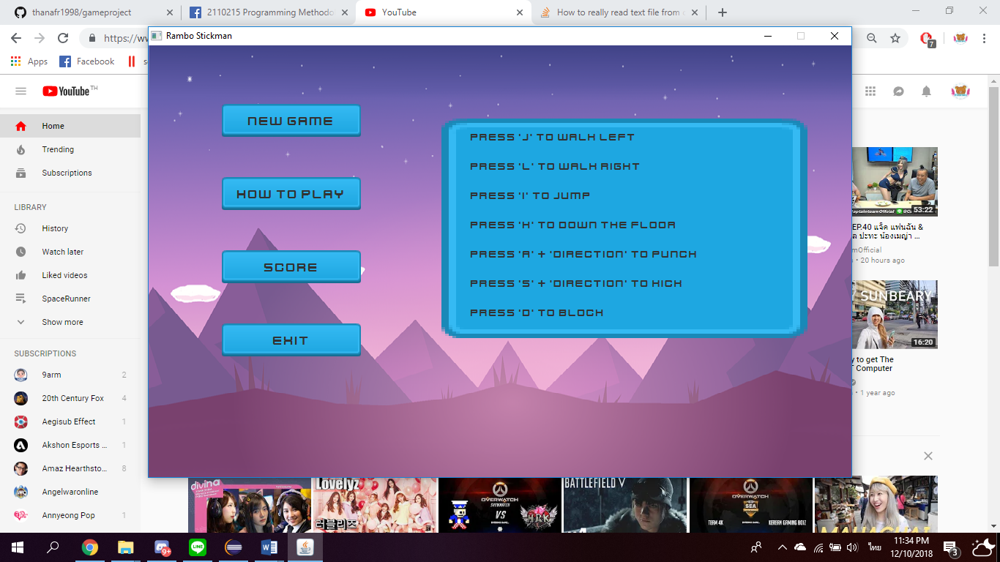 thanafr1998/gameproject
2110215 Programming Methodo
YouTube
How to really read text file from
https://ww
7
Apps
Facebook
Rambo Stickman
NEW GAME
HOW TO PLAY
SCORE
EXIT
PRESS 'J' TO WALK LEFT
PRESS 'L' TO WALK RIGHT
PRESS 'I' TO JUMP
PRESS 'K' TO DOWN THE FLOOR
PRESS 'A' + 'DIRECTION' TO PUNCH
PRESS 'S' + 'DIRECTION' TO KICK
PRESS 'D' TO BLOCK
YouTube TH
Home
Trending
Subscriptions
LIBRARY
History
Watch later
Liked videos
SpaceRunner
Show more
SUBSCRIPTIONS
9arm 2
20th Century Fox 4
Aegisub Effect 1
Akshon Esports ... 1
Amaz Hearthsto... 8
Angelwaronline
Annyeong Pop 1
53:22
EP.40 แจ็ค แฟนฉัน &
ล ปะทะ น้องเมญ่า ...
mOfficial
• 20 hours ago
SUNBEARY
16:20
y to get The
T Computer
• 1 year ago
divina
Lovelyz
러블리즈
OVERWATCH
SHOWMATCH
VS
JRK
BATTLEFIELD V
OVERWATCH
SEA
TEAM 4K
KOREAN GAMING BOIZ
MAHACHAI
9+
ไทย
11:34 PM
12/10/2018
3